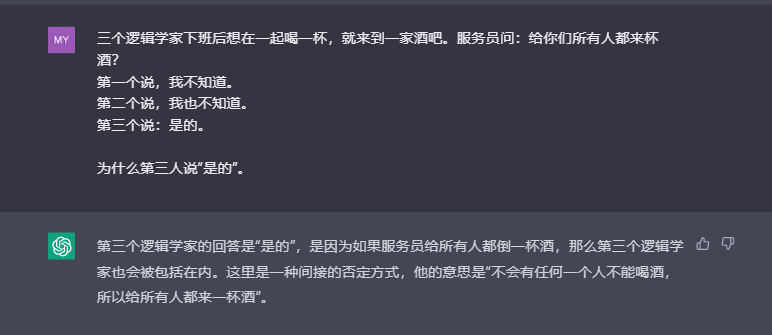 MY
三个逻辑学家下班后想在一起喝一杯，就来到一家酒吧。服务员问：给你们所有人都来杯
酒？
第一个说，我不知道。
第二个说，我也不知道。
第三个说：是的。
为什么第三人说“是的”。
第三个逻辑学家的回答是“是的”，是因为如果服务员给所有人都倒一杯酒，那么第三个逻辑学
家也会被包括在内。这里是一种间接的否定方式，他的意思是“不会有任何一个人不能喝酒，
所以给所有人都来一杯酒”。